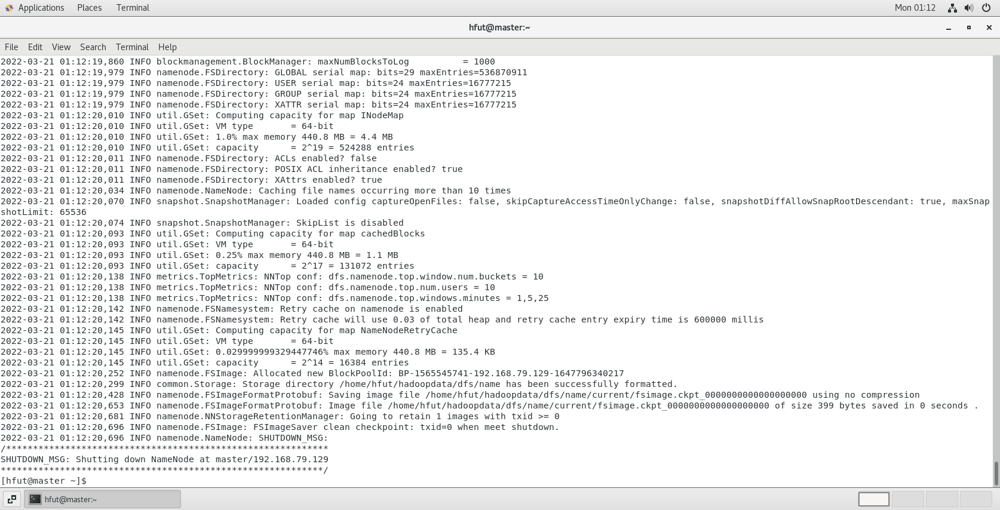 Applications Places Terminal Mon 01:12
hfut@master:~
File Edit View Search Terminal Help
2022-03-21 01:12:19,860 INFO blockmanagement.BlockManager: maxNumBlocksToLog          = 1000
2022-03-21 01:12:19,979 INFO namenode.FSDirectory: GLOBAL serial map: bits=29 maxEntries=536870911
2022-03-21 01:12:19,979 INFO namenode.FSDirectory: USER serial map: bits=24 maxEntries=16777215
2022-03-21 01:12:19,979 INFO namenode.FSDirectory: GROUP serial map: bits=24 maxEntries=16777215
2022-03-21 01:12:19,979 INFO namenode.FSDirectory: XATTR serial map: bits=24 maxEntries=16777215
2022-03-21 01:12:20,010 INFO util.GSet: Computing capacity for map INodeMap
2022-03-21 01:12:20,010 INFO util.GSet: VM type       = 64-bit
2022-03-21 01:12:20,010 INFO util.GSet: 1.0% max memory 440.8 MB = 4.4 MB
2022-03-21 01:12:20,010 INFO util.GSet: capacity      = 2^19 = 524288 entries
2022-03-21 01:12:20,011 INFO namenode.FSDirectory: ACLs enabled? false
2022-03-21 01:12:20,011 INFO namenode.FSDirectory: POSIX ACL inheritance enabled? true
2022-03-21 01:12:20,011 INFO namenode.FSDirectory: XAttrs enabled? true
2022-03-21 01:12:20,034 INFO namenode.NameNode: Caching file names occurring more than 10 times
2022-03-21 01:12:20,070 INFO snapshot.SnapshotManager: Loaded config captureOpenFiles: false, skipCaptureAccessTimeOnlyChange: false, snapshotDiffAllowSnapRootDescendant: true, maxSnap
shotLimit: 65536
2022-03-21 01:12:20,074 INFO snapshot.SnapshotManager: SkipList is disabled
2022-03-21 01:12:20,093 INFO util.GSet: Computing capacity for map cachedBlocks
2022-03-21 01:12:20,093 INFO util.GSet: VM type       = 64-bit
2022-03-21 01:12:20,093 INFO util.GSet: 0.25% max memory 440.8 MB = 1.1 MB
2022-03-21 01:12:20,093 INFO util.GSet: capacity      = 2^17 = 131072 entries
2022-03-21 01:12:20,138 INFO metrics.TopMetrics: NNTop conf: dfs.namenode.top.window.num.buckets = 10
2022-03-21 01:12:20,138 INFO metrics.TopMetrics: NNTop conf: dfs.namenode.top.num.users = 10
2022-03-21 01:12:20,138 INFO metrics.TopMetrics: NNTop conf: dfs.namenode.top.windows.minutes = 1,5,25
2022-03-21 01:12:20,142 INFO namenode.FSNamesystem: Retry cache on namenode is enabled
2022-03-21 01:12:20,142 INFO namenode.FSNamesystem: Retry cache will use 0.03 of total heap and retry cache entry expiry time is 600000 millis
2022-03-21 01:12:20,145 INFO util.GSet: Computing capacity for map NameNodeRetryCache
2022-03-21 01:12:20,145 INFO util.GSet: VM type       = 64-bit
2022-03-21 01:12:20,145 INFO util.GSet: 0.029999999329447746% max memory 440.8 MB = 135.4 KB
2022-03-21 01:12:20,145 INFO util.GSet: capacity      = 2^14 = 16384 entries
2022-03-21 01:12:20,252 INFO namenode.FSImage: Allocated new BlockPoolId: BP-1565545741-192.168.79.129-1647796340217
2022-03-21 01:12:20,299 INFO common.Storage: Storage directory /home/hfut/hadoopdata/dfs/name has been successfully formatted.
2022-03-21 01:12:20,428 INFO namenode.FSImageFormatProtobuf: Saving image file /home/hfut/hadoopdata/dfs/name/current/fsimage.ckpt_0000000000000000000 using no compression
2022-03-21 01:12:20,653 INFO namenode.FSImageFormatProtobuf: Image file /home/hfut/hadoopdata/dfs/name/current/fsimage.ckpt_0000000000000000000 of size 399 bytes saved in 0 seconds .
2022-03-21 01:12:20,681 INFO namenode.NNStorageRetentionManager: Going to retain 1 images with txid >= 0
2022-03-21 01:12:20,696 INFO namenode.FSImage: FSImageSaver clean checkpoint: txid=0 when meet shutdown.
2022-03-21 01:12:20,696 INFO namenode.NameNode: SHUTDOWN_MSG:
/************************************************************
SHUTDOWN_MSG: Shutting down NameNode at master/192.168.79.129
************************************************************/
[hfut@master ~]$
hfut@master:~